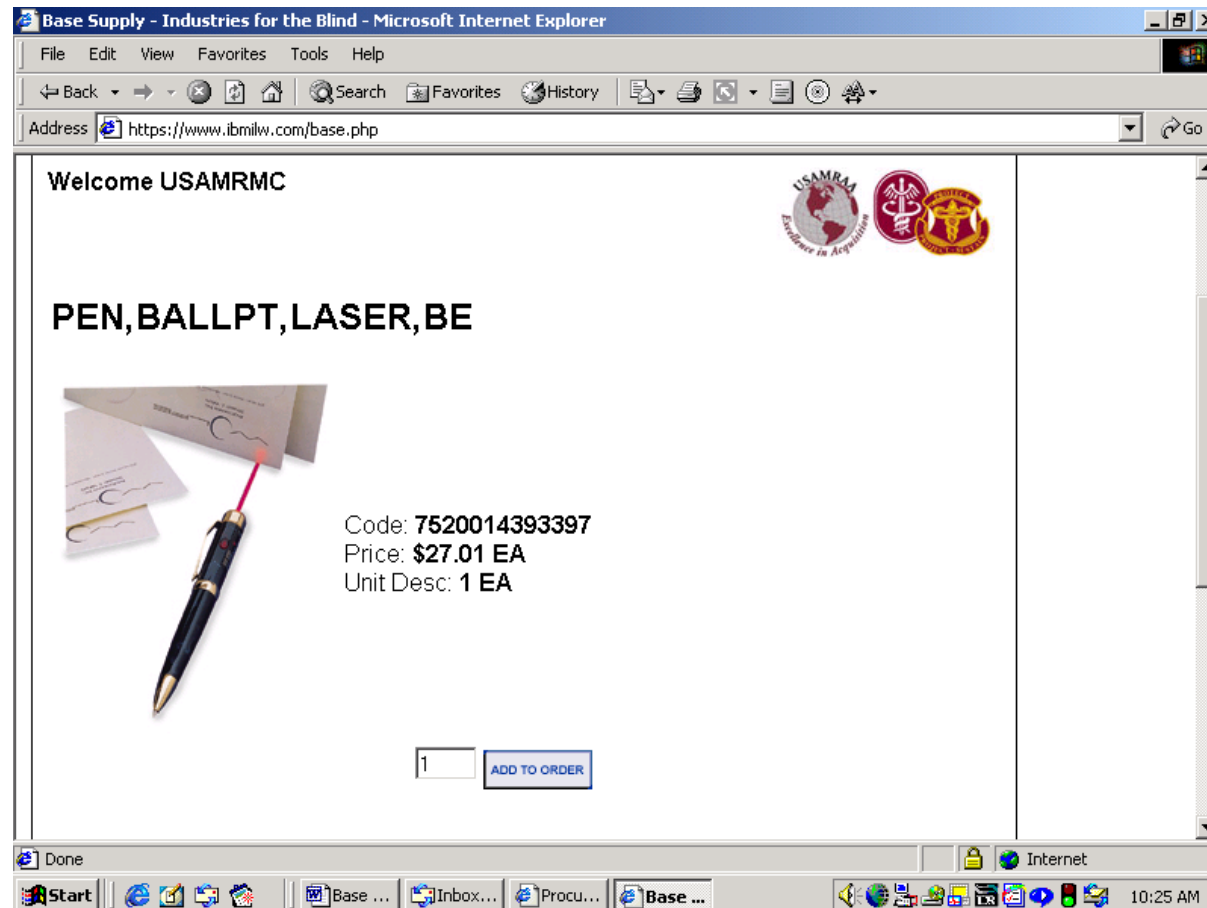 Base Supply - Industries for the Blind - Microsoft Internet Explorer
File Edit View Favorites Tools Help
Back Search Favorites History
Address https://www.ibmilw.com/base.php Go
Welcome USAMRMC
USAMRAA
Excellence in Acquisition
PEN,BALLPT,LASER,BE
Code: 7520014393397
Price: $27.01 EA
Unit Desc: 1 EA
1 ADD TO ORDER
Done Internet
Start Base ... Inbox... Procu... Base ... 10:25 AM